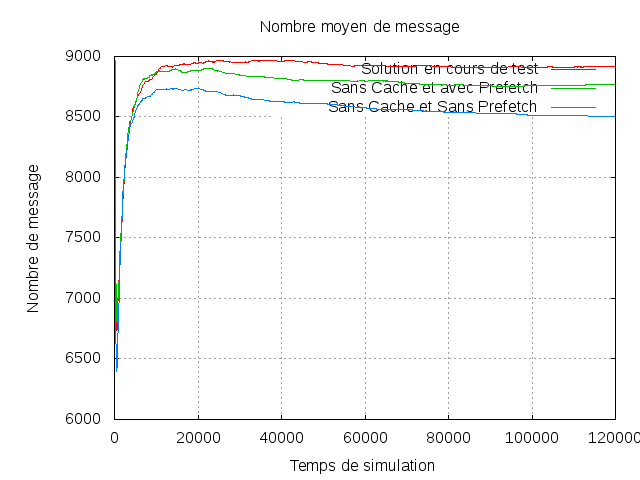 Nombre moyen de message
9000
8500
8000
7500
7000
6500
6000
Nombre de message
Solution en cours de test
Sans Cache et avec Prefetch
Sans Cache et Sans Prefetch
0 20000 40000 60000 80000 100000 120000
Temps de simulation